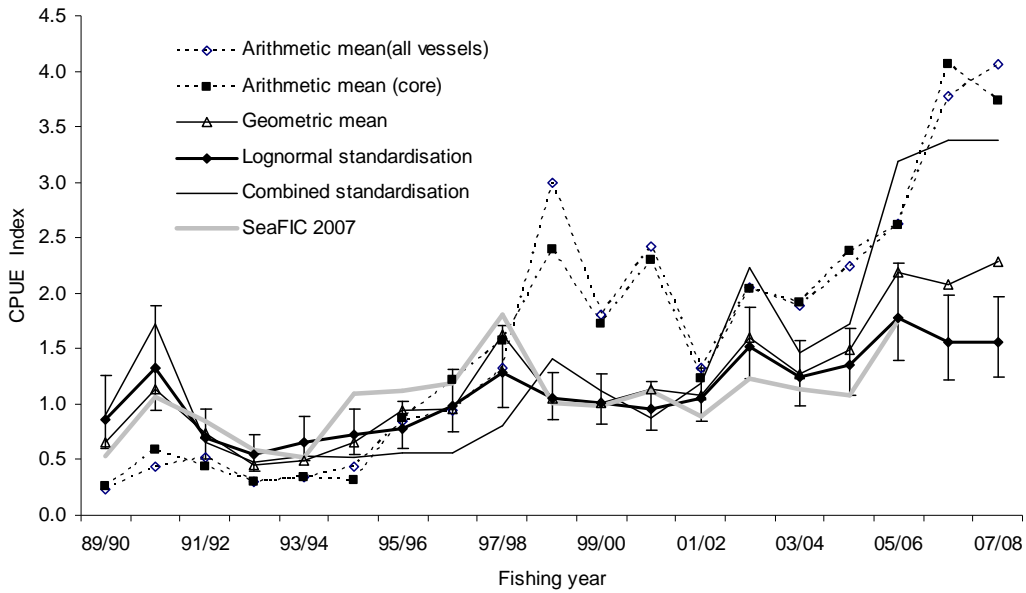 4.5
4.0
3.5
3.0
2.5
2.0
1.5
1.0
0.5
0.0
CPUE Index
Arithmetic mean(all vessels)
Arithmetic mean (core)
Geometric mean
Lognormal standardisation
Combined standardisation
SeaFIC 2007
89/90 91/92 93/94 95/96 97/98 99/00 01/02 03/04 05/06 07/08
Fishing year